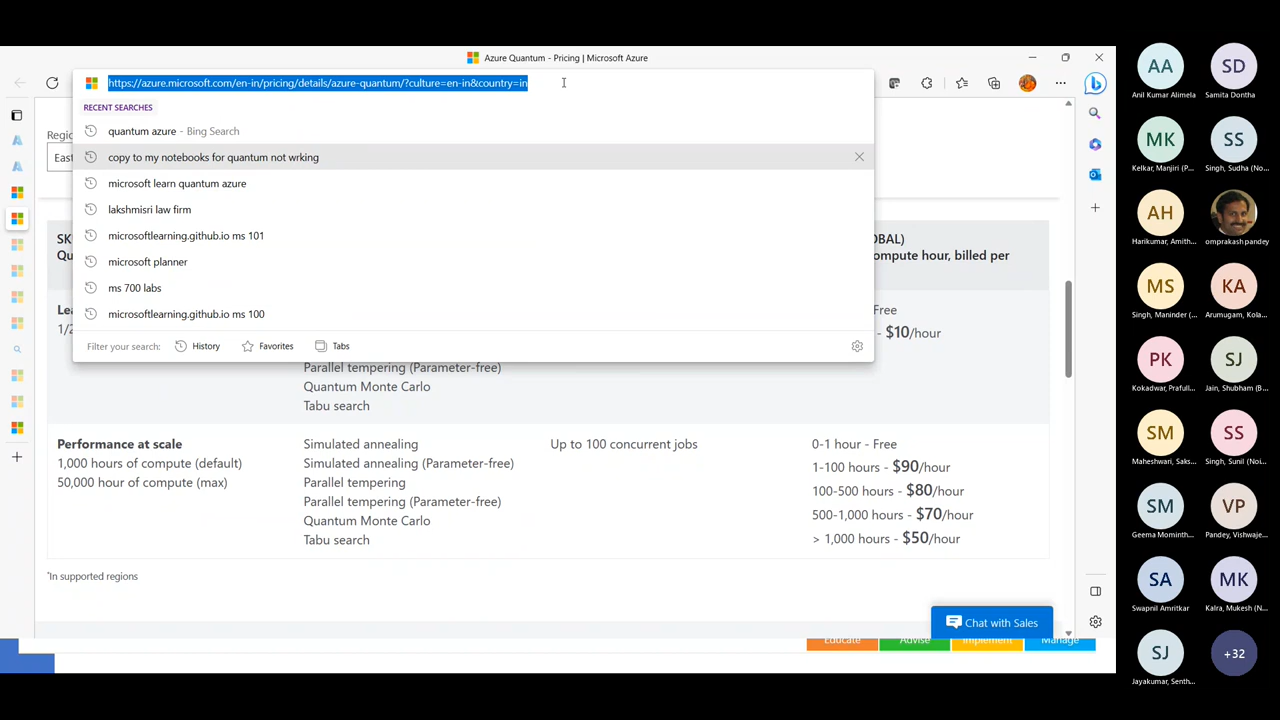 Azure Quantum - Pricing | Microsoft Azure
https://azure.microsoft.com/en-in/pricing/details/azure-quantum/?culture=en-in&country=in
RECENT SEARCHES
quantum azure - Bing Search
copy to my notebooks for quantum not wrking
microsoft learn quantum azure
lakshmisri law firm
microsoftlearning.github.io ms 101
microsoft planner
ms 700 labs
microsoftlearning.github.io ms 100
Filter your search:
History
Favorites
Tabs
Regio
East
SK
Qu
OBAL)
ompute hour, billed per
Lea
1/2
Free
- $10/hour
Parallel tempering (Parameter-free)
Quantum Monte Carlo
Tabu search
Performance at scale
1,000 hours of compute (default)
50,000 hour of compute (max)
Simulated annealing
Simulated annealing (Parameter-free)
Parallel tempering
Parallel tempering (Parameter-free)
Quantum Monte Carlo
Tabu search
Up to 100 concurrent jobs
0-1 hour - Free
1-100 hours - $90/hour
100-500 hours - $80/hour
500-1,000 hours - $70/hour
> 1,000 hours - $50/hour
*In supported regions
Chat with Sales
Educate
Advise
Implement
Manage
AA
Anil Kumar Alimela
SD
Samita Dontha
MK
Kelkar, Manjiri (P...
SS
Singh, Sudha (No...
AH
Harikumar, Amith...
omprakash pandey
MS
Singh, Maninder (...
KA
Arumugam, Kola...
PK
Kokadwar, Prafull...
SJ
Jain, Shubham (B...
SM
Maheshwari, Saks...
SS
Singh, Sunil (Noi...
SM
Geema Mominth...
VP
Pandey, Vishwaje...
SA
Swapnil Amritkar
MK
Kalra, Mukesh (N...
SJ
Jayakumar, Senth...
+32